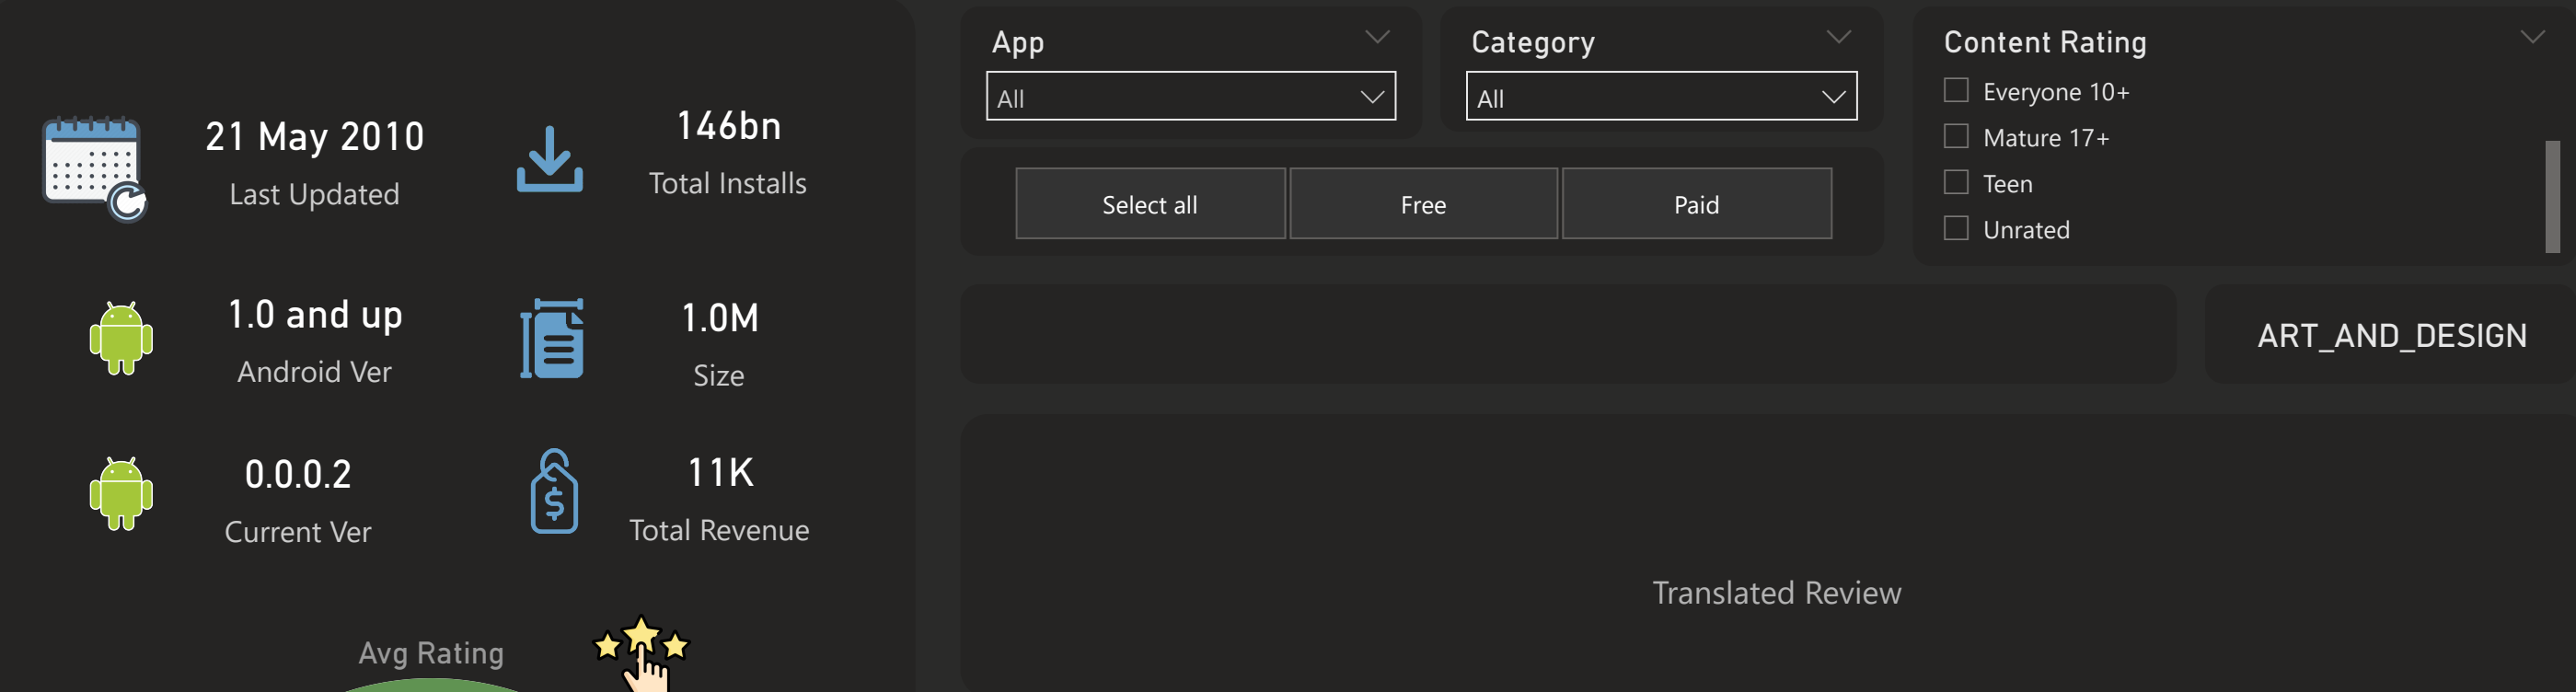 21 May 2010
Last Updated
146bn
Total Installs
1.0 and up
Android Ver
1.0M
Size
0.0.0.2
Current Ver
11K
Total Revenue
Avg Rating
App
All
Category
All
Select all
Free
Paid
Content Rating
Everyone 10+
Mature 17+
Teen
Unrated
ART_AND_DESIGN
Translated Review